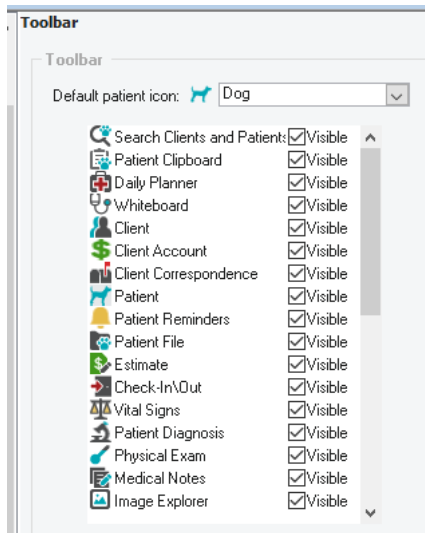 Toolbar
Toolbar
Default patient icon: Dog
Search Clients and Patients Visible
Patient Clipboard Visible
Daily Planner Visible
Whiteboard Visible
Client Visible
Client Account Visible
Client Correspondence Visible
Patient Visible
Patient Reminders Visible
Patient File Visible
Estimate Visible
Check-In\Out Visible
Vital Signs Visible
Patient Diagnosis Visible
Physical Exam Visible
Medical Notes Visible
Image Explorer Visible